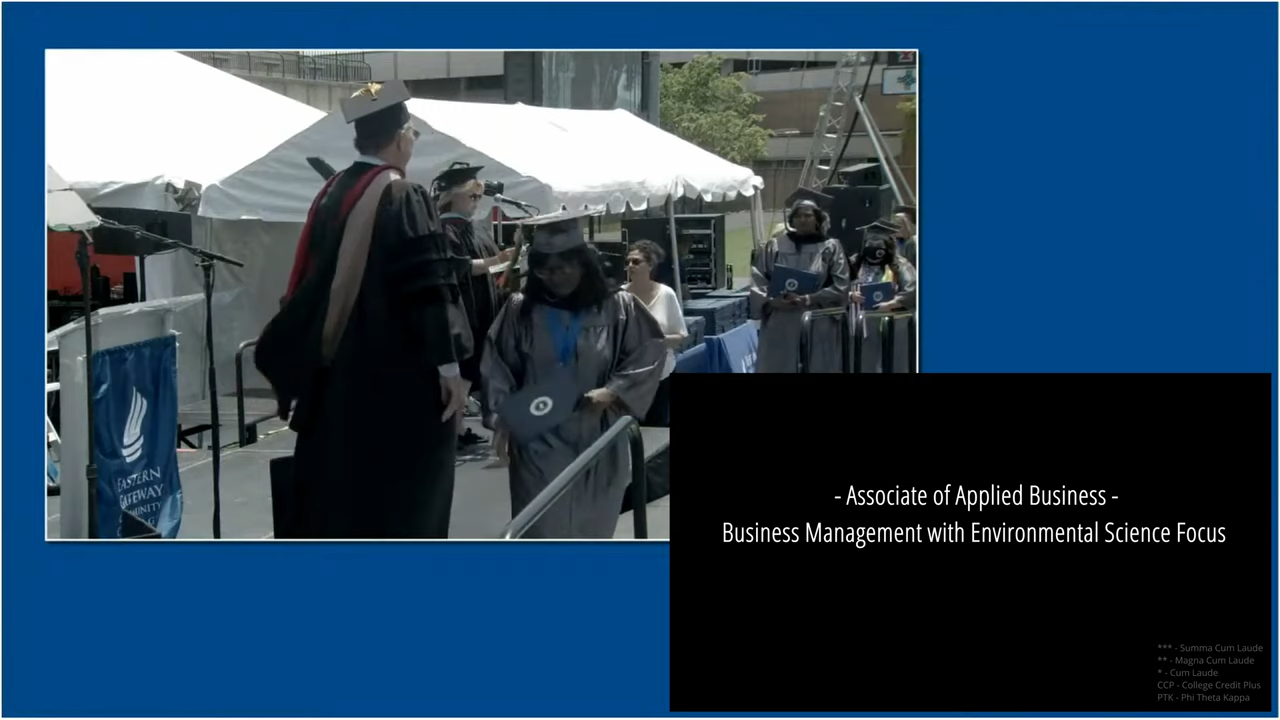 EASTERN
GATEWAY
- Associate of Applied Business -
Business Management with Environmental Science Focus
*** - Summa Cum Laude
** - Magna Cum Laude
* - Cum Laude
CCP - College Credit Plus
PTK - Phi Theta Kappa